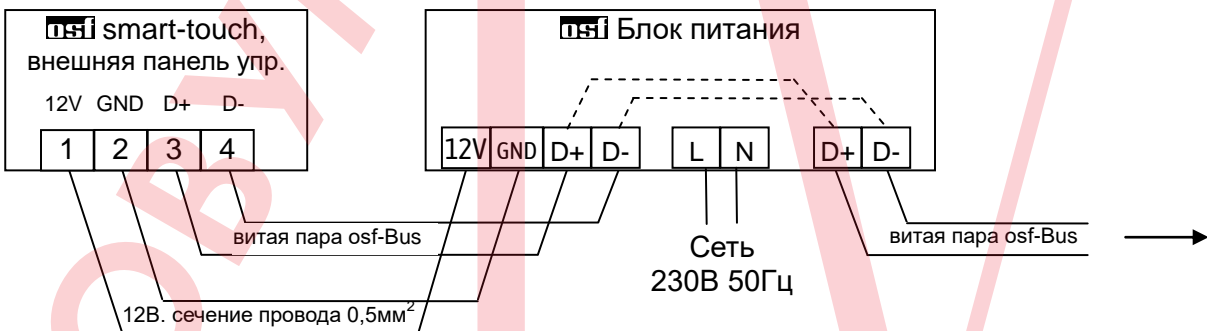 osf smart-touch,
внешняя панель упр.
12V GND D+ D-
1 2 3 4
osf Блок питания
12V GND D+ D- L N D+ D-
витая пара osf-Bus
12В. сечение провода 0,5мм²
Сеть
230В 50Гц
витая пара osf-Bus